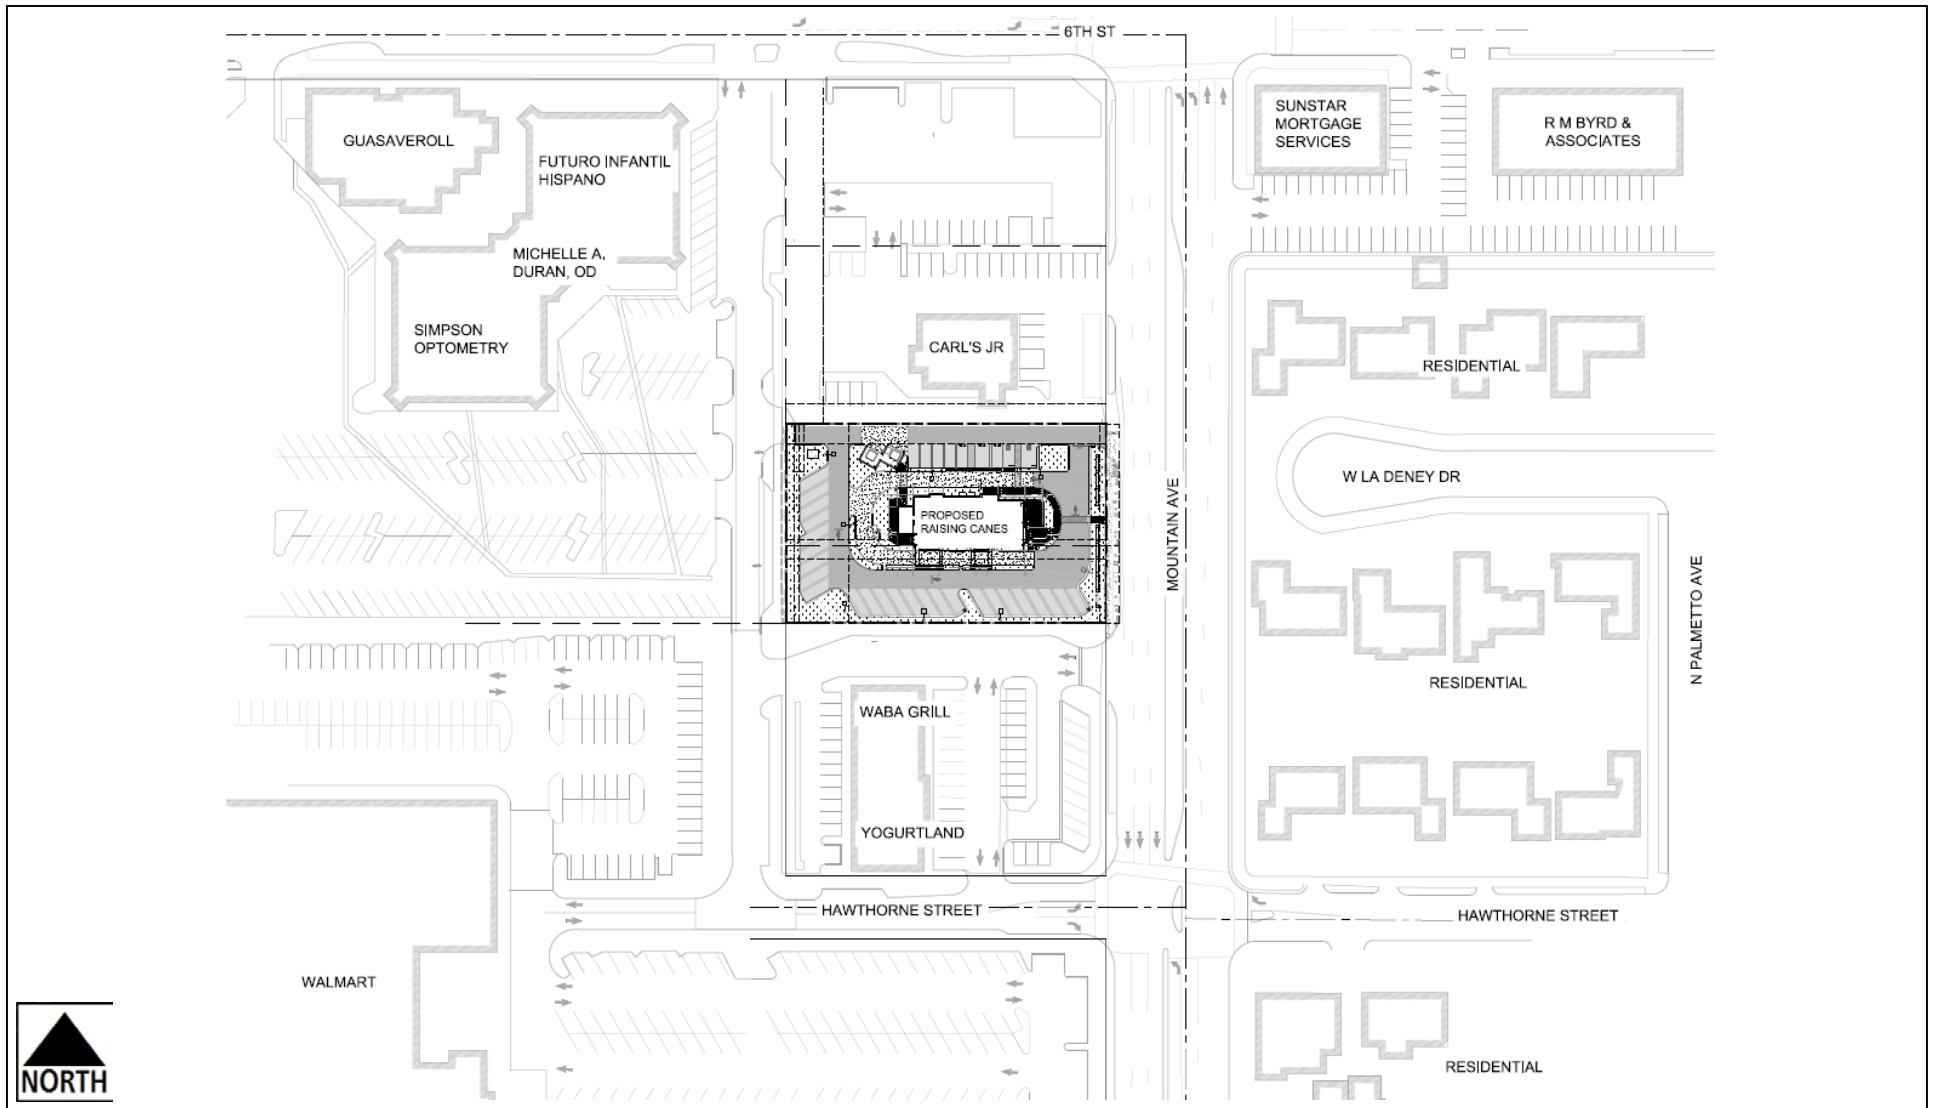 6TH ST
GUASAVEROLL
FUTURO INFANTIL
HISPANO
SUNSTAR
MORTGAGE
SERVICES
R M BYRD &
ASSOCIATES
MICHELLE A,
DURAN, OD
SIMPSON
OPTOMETRY
CARL'S JR
RESIDENTIAL
W LA DENEY DR
PROPOSED
RAISING CANES
MOUNTAIN AVE
N PALMETTO AVE
RESIDENTIAL
WABA GRILL
YOGURTLAND
HAWTHORNE STREET
HAWTHORNE STREET
WALMART
RESIDENTIAL
NORTH